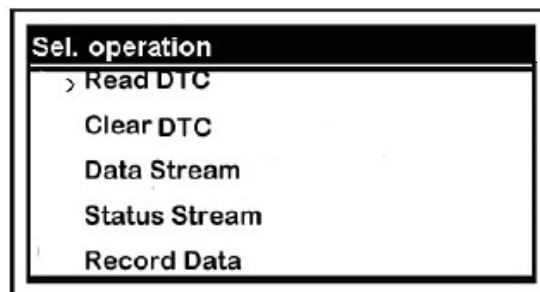 Sel. operation
> Read DTC
Clear DTC
Data Stream
Status Stream
Record Data